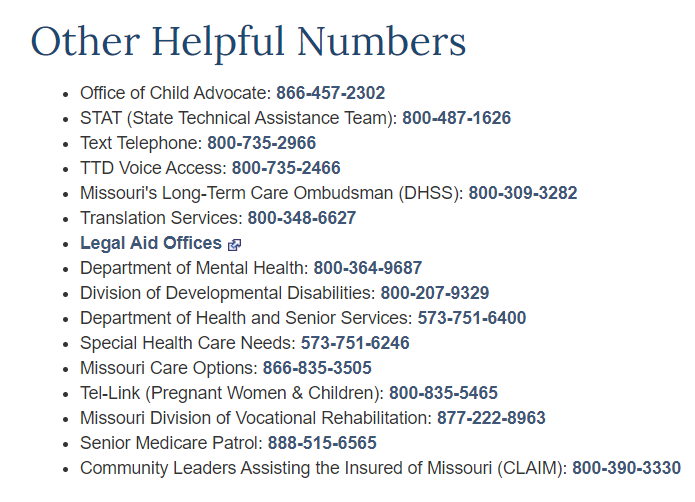 Other Helpful Numbers
Office of Child Advocate: 866-457-2302
STAT (State Technical Assistance Team): 800-487-1626
Text Telephone: 800-735-2966
TTD Voice Access: 800-735-2466
Missouri's Long-Term Care Ombudsman (DHSS): 800-309-3282
Translation Services: 800-348-6627
Legal Aid Offices
Department of Mental Health: 800-364-9687
Division of Developmental Disabilities: 800-207-9329
Department of Health and Senior Services: 573-751-6400
Special Health Care Needs: 573-751-6246
Missouri Care Options: 866-835-3505
Tel-Link (Pregnant Women & Children): 800-835-5465
Missouri Division of Vocational Rehabilitation: 877-222-8963
Senior Medicare Patrol: 888-515-6565
Community Leaders Assisting the Insured of Missouri (CLAIM): 800-390-3330